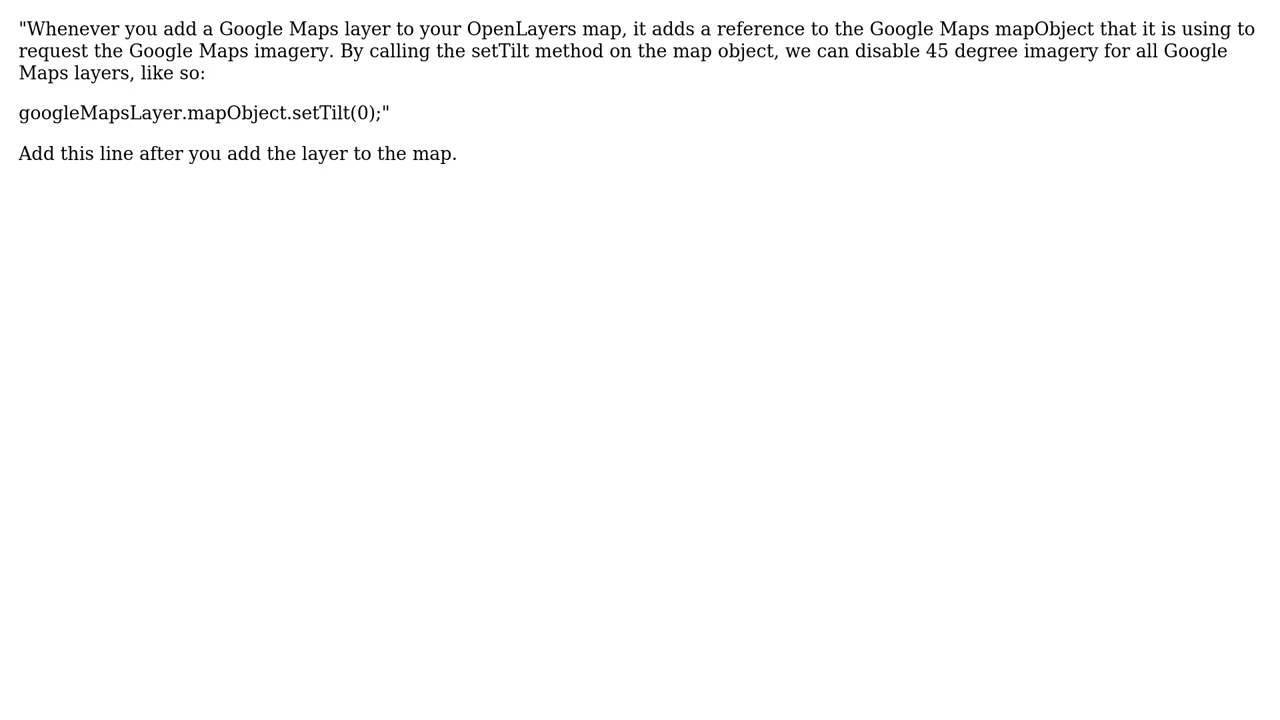 "Whenever you add a Google Maps layer to your OpenLayers map, it adds a reference to the Google Maps mapObject that it is using to
request the Google Maps imagery. By calling the setTilt method on the map object, we can disable 45 degree imagery for all Google
Maps layers, like so:
googleMapsLayer.mapObject.setTilt(0);"
Add this line after you add the layer to the map.